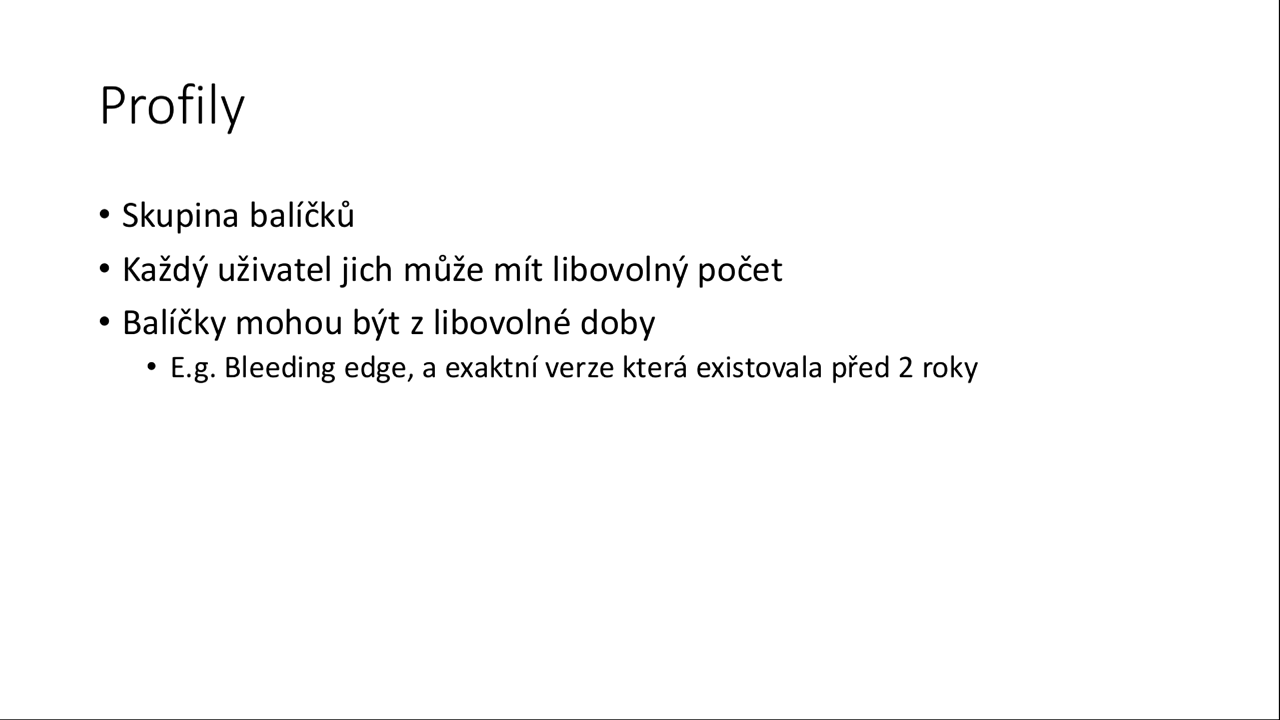 Profily
• Skupina balíčků
• Každý uživatel jich může mít libovolný počet
• Balíčky mohou být z libovolné doby
• E.g. Bleeding edge, a exaktní verze která existovala před 2 roky